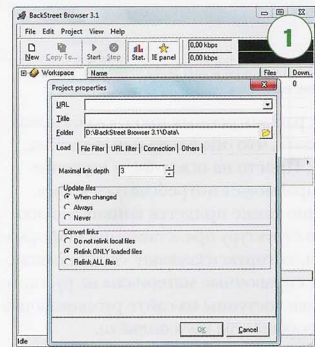 BackStreet Browser 3.1
1
File Edit Project View Help
New Copy To... Start Stop Stat. IE panel
0,00 kbps
0,00 kbps
Workspace Name Files Down.
0
Project properties
URL
Title
Folder D:\BackStreet Browser 3.1\Data\
Load File Filter URL filter Connection Others
Maximal link depth 3
Update files
When changed
Always
Never
Convert links
Do not relink local files
Relink ONLY loaded files
Relink ALL files
OK Cancel
Idle